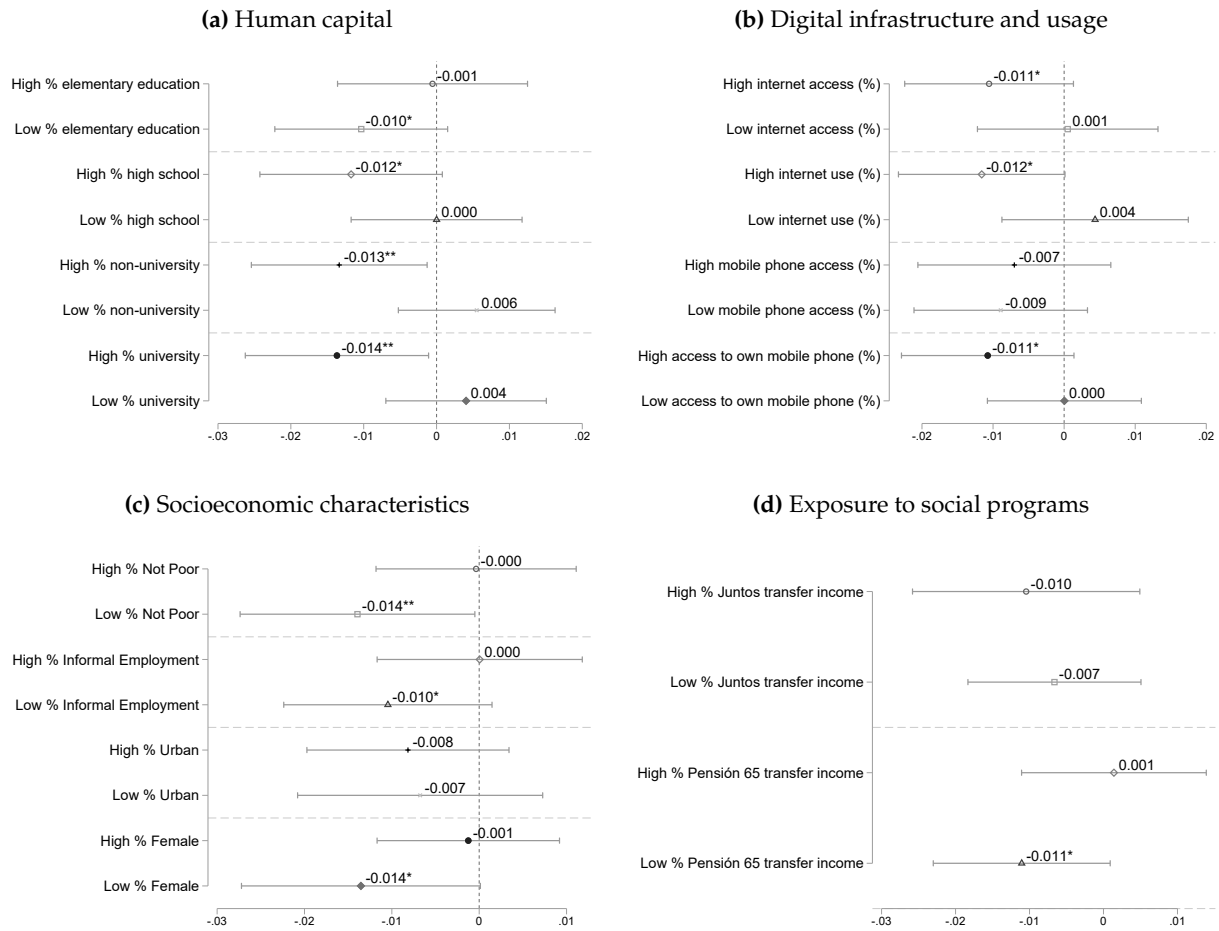 (a) Human capital
High % elementary education
-0.001
Low % elementary education
-0.010*
High % high school
-0.012*
Low % high school
0.000
High % non-university
-0.013**
Low % non-university
0.006
High % university
-0.014**
Low % university
0.004
-.03 -.02 -.01 0 .01 .02
(b) Digital infrastructure and usage
High internet access (%)
-0.011*
Low internet access (%)
0.001
High internet use (%)
-0.012*
Low internet use (%)
0.004
High mobile phone access (%)
-0.007
Low mobile phone access (%)
-0.009
High access to own mobile phone (%)
-0.011*
Low access to own mobile phone (%)
0.000
-.02 -.01 0 .01 .02
(c) Socioeconomic characteristics
High % Not Poor
-0.000
Low % Not Poor
-0.014**
High % Informal Employment
0.000
Low % Informal Employment
-0.010*
High % Urban
-0.008
Low % Urban
-0.007
High % Female
-0.001
Low % Female
-0.014*
-.03 -.02 -.01 0 .01
(d) Exposure to social programs
High % Juntos transfer income
-0.010
Low % Juntos transfer income
-0.007
High % Pensión 65 transfer income
0.001
Low % Pensión 65 transfer income
-0.011*
-.03 -.02 -.01 0 .01